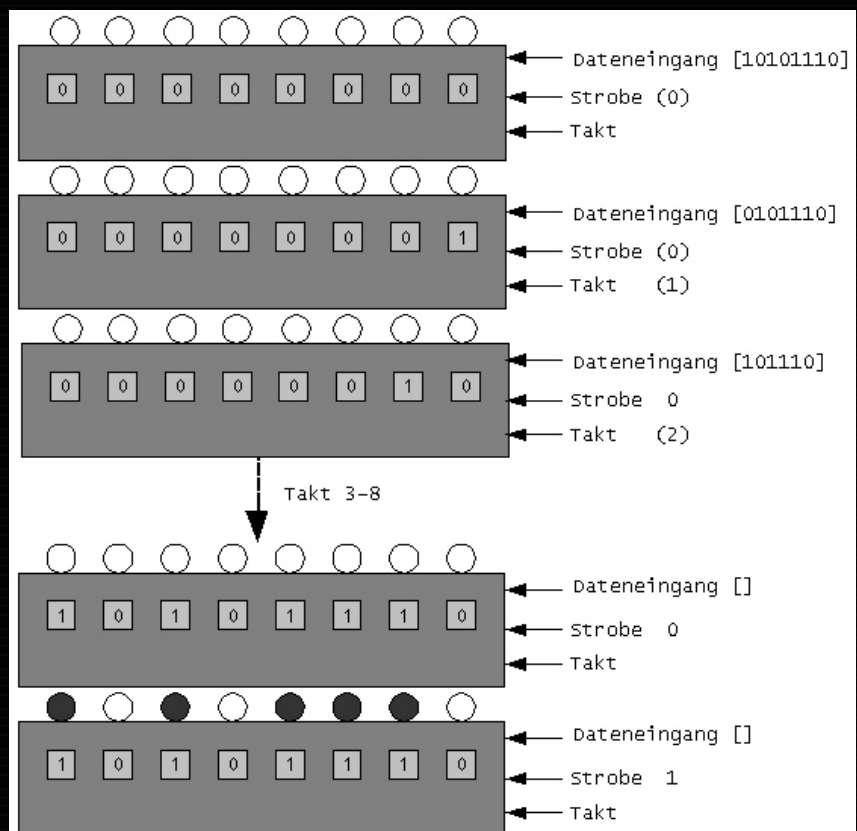 Dateneingang [10101110]
0 0 0 0 0 0 0 0
Strobe (0)
Takt
Dateneingang [0101110]
0 0 0 0 0 0 0 1
Strobe (0)
Takt (1)
Dateneingang [101110]
0 0 0 0 0 0 1 0
Strobe 0
Takt (2)
Takt 3-8
Dateneingang []
1 0 1 0 1 1 1 0
Strobe 0
Takt
Dateneingang []
1 0 1 0 1 1 1 0
Strobe 1
Takt